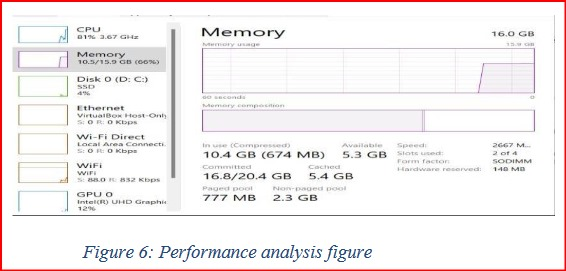 CPU
81% 3.67 GHz
Memory
10.5/15.9 GB (66%)
Disk 0 (D: C:)
SSD
4%
Ethernet
VirtualBox Host-Only
S: 0 R: 0 Kbps
Wi-Fi Direct
Local Area Connecti..
S: 0 R: 0 Kbps
WiFi
WiFi
S: 88.0 R: 832 Kbps
GPU 0
Intel(R) UHD Graphi
12%
Memory 16.0 GB
Memory usage 15.9 GB
60 seconds 0
Memory composition
In use (Compressed) Available Speed: 2667 M...
10.4 GB (674 MB) 5.3 GB Slots used: 2 of 4
Form factor: SODIMM
Committed Cached Hardware reserved: 148 MB
16.8/20.4 GB 5.4 GB
Paged pool Non-paged pool
777 MB 2.3 GB
Figure 6: Performance analysis figure